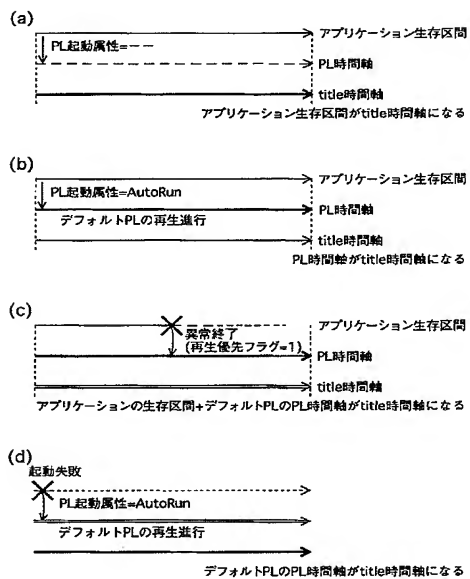 (a)
アプリケーション生存区間
PL起動属性=−−
PL時間軸
title時間軸
アプリケーション生存区間がtitle時間軸になる
(b)
アプリケーション生存区間
PL起動属性=AutoRun
PL時間軸
デフォルトPLの再生進行
title時間軸
PL時間軸がtitle時間軸になる
(c)
アプリケーション生存区間
異常終了
(再生優先フラグ=1)
PL時間軸
title時間軸
アプリケーションの生存区間+デフォルトPLのPL時間軸がtitle時間軸になる
(d)
起動失敗
PL起動属性=AutoRun
デフォルトPLの再生進行
デフォルトPLのPL時間軸がtitle時間軸になる